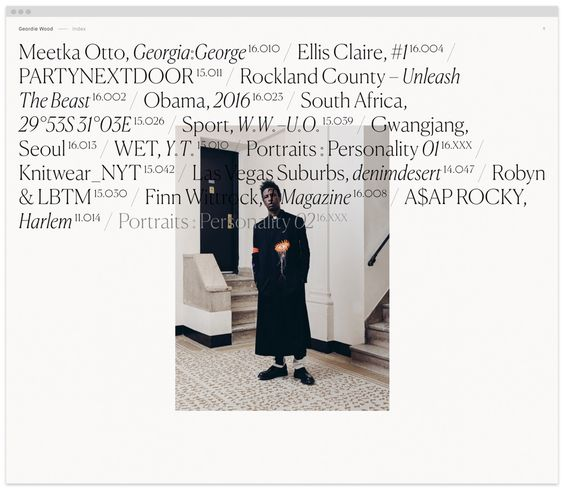 Geordie Wood — Index
Meetka Otto, Georgia:George 16.010 / Ellis Claire, #1 16.004 /
PARTYNEXTDOOR 15.011 / Rockland County – Unleash
The Beast 16.002 / Obama, 2016 16.023 / South Africa,
29°53S 31°03E 15.026 / Sport, W.W.–U.O. 15.039 / Gwangjang,
Seoul 16.013 / WET, Y.T. 15.010 / Portraits : Personality 01 16.XXX /
Knitwear_NYT 15.042 / Las Vegas Suburbs, denimdesert 14.047 / Robyn
& LBTM 15.030 / Finn Wittrock, Magazine 16.008 / A$AP ROCKY,
Harlem 11.014 / Portraits : Personality 02 16.XXX